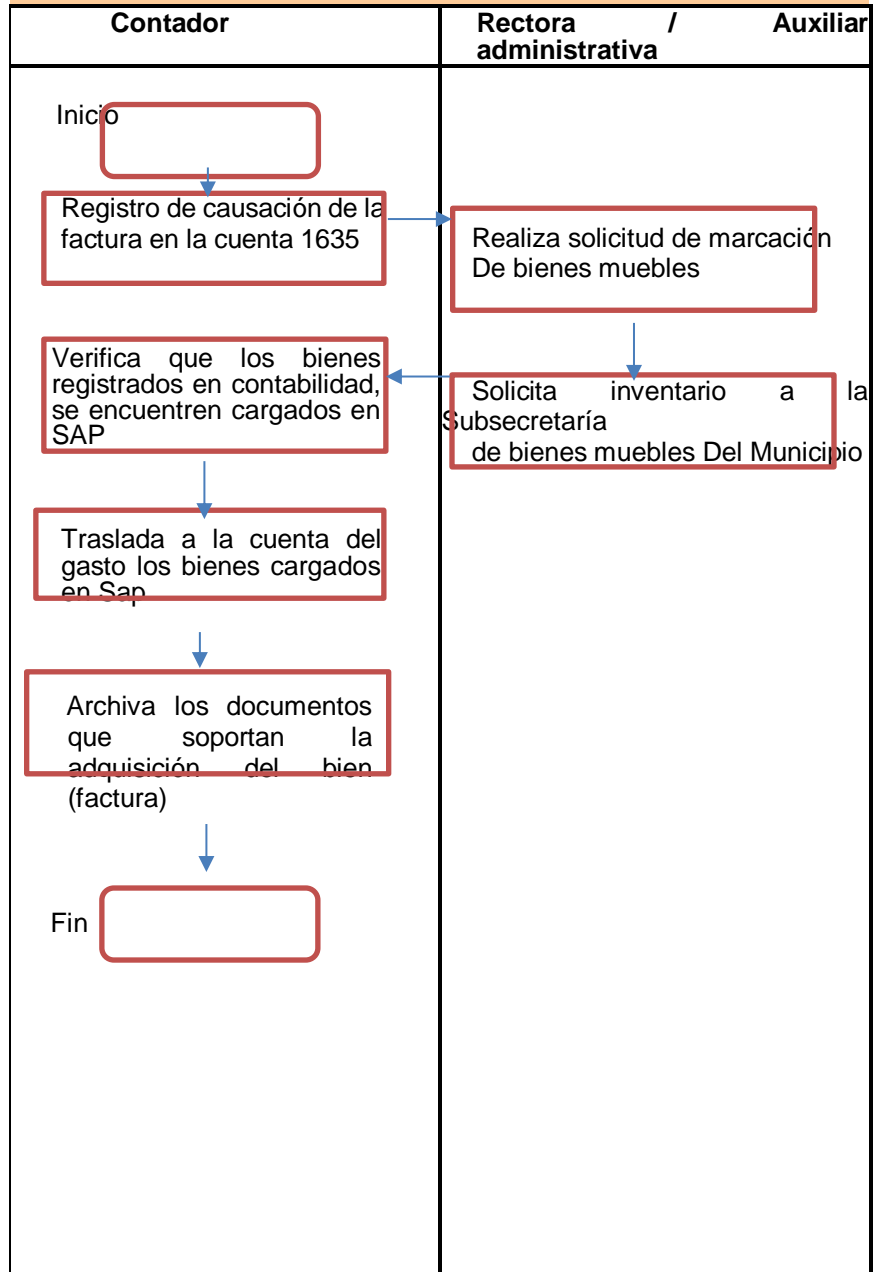 Contador
Rectora / Auxiliar
administrativa
Inicio
Registro de causación de la
factura en la cuenta 1635
Realiza solicitud de marcación
De bienes muebles
Verifica que los bienes
registrados en contabilidad,
se encuentren cargados en
SAP
Solicita inventario a la
Subsecretaría
de bienes muebles Del Municipio
Traslada a la cuenta del
gasto los bienes cargados
en Sap
Archiva los documentos
que soportan la
adquisición del bien
(factura)
Fin